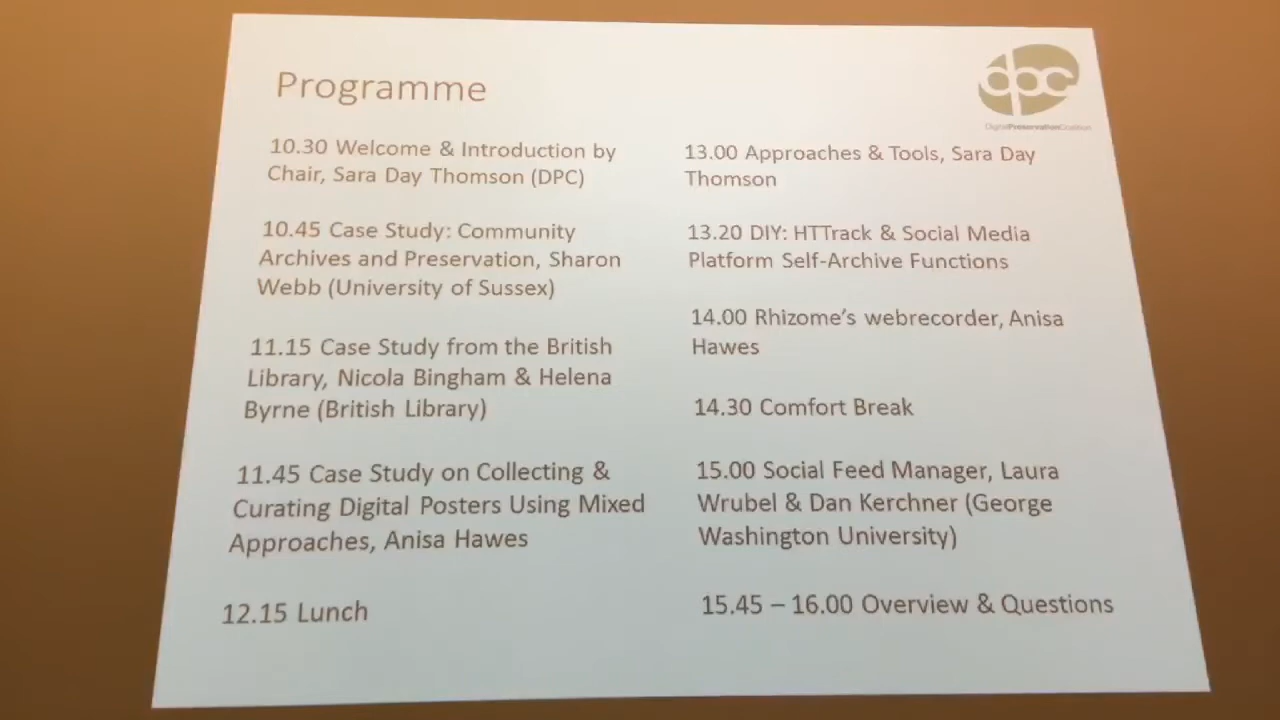 Programme
dpc
DigitalPreservationCoalition
10.30 Welcome & Introduction by
Chair, Sara Day Thomson (DPC)
10.45 Case Study: Community
Archives and Preservation, Sharon
Webb (University of Sussex)
11.15 Case Study from the British
Library, Nicola Bingham & Helena
Byrne (British Library)
11.45 Case Study on Collecting &
Curating Digital Posters Using Mixed
Approaches, Anisa Hawes
12.15 Lunch
13.00 Approaches & Tools, Sara Day
Thomson
13.20 DIY: HTTrack & Social Media
Platform Self-Archive Functions
14.00 Rhizome’s webrecorder, Anisa
Hawes
14.30 Comfort Break
15.00 Social Feed Manager, Laura
Wrubel & Dan Kerchner (George
Washington University)
15.45 – 16.00 Overview & Questions